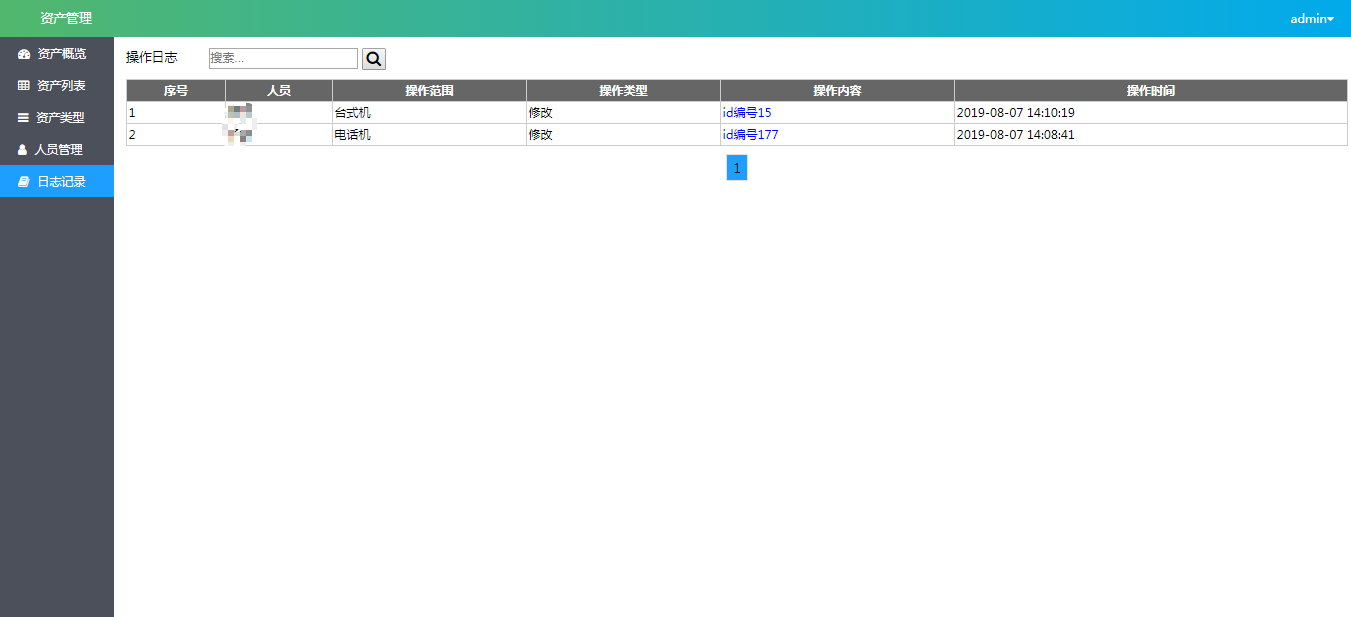 资产管理
admin
资产概览
资产列表
资产类型
人员管理
日志记录
操作日志 搜索...
序号 人员 操作范围 操作类型 操作内容 操作时间
1 台式机 修改 id编号15 2019-08-07 14:10:19
2 电话机 修改 id编号177 2019-08-07 14:08:41
1